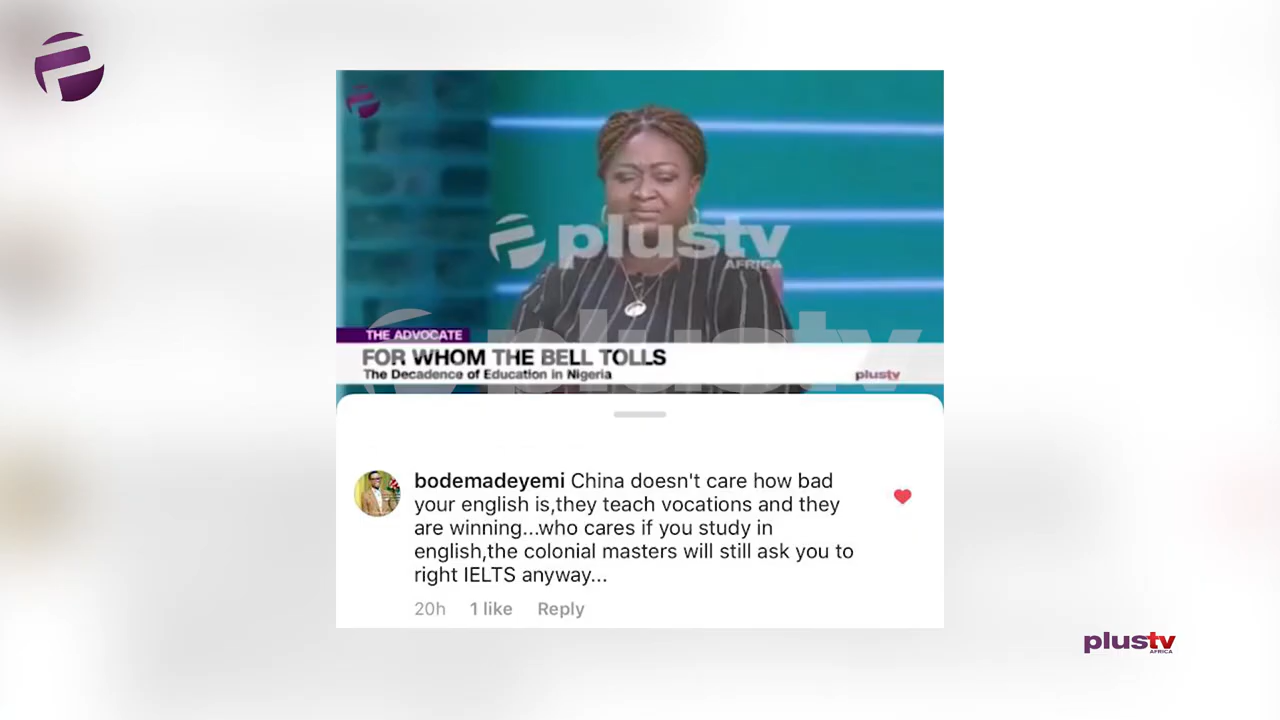 plustv
AFRICA
plustv
THE ADVOCATE
FOR WHOM THE BELL TOLLS
The Decadence of Education in Nigeria
plustv
bodemadeyemi China doesn't care how bad
your english is,they teach vocations and they
are winning...who cares if you study in
english,the colonial masters will still ask you to
right IELTS anyway...
20h 1 like Reply
plustv
AFRICA